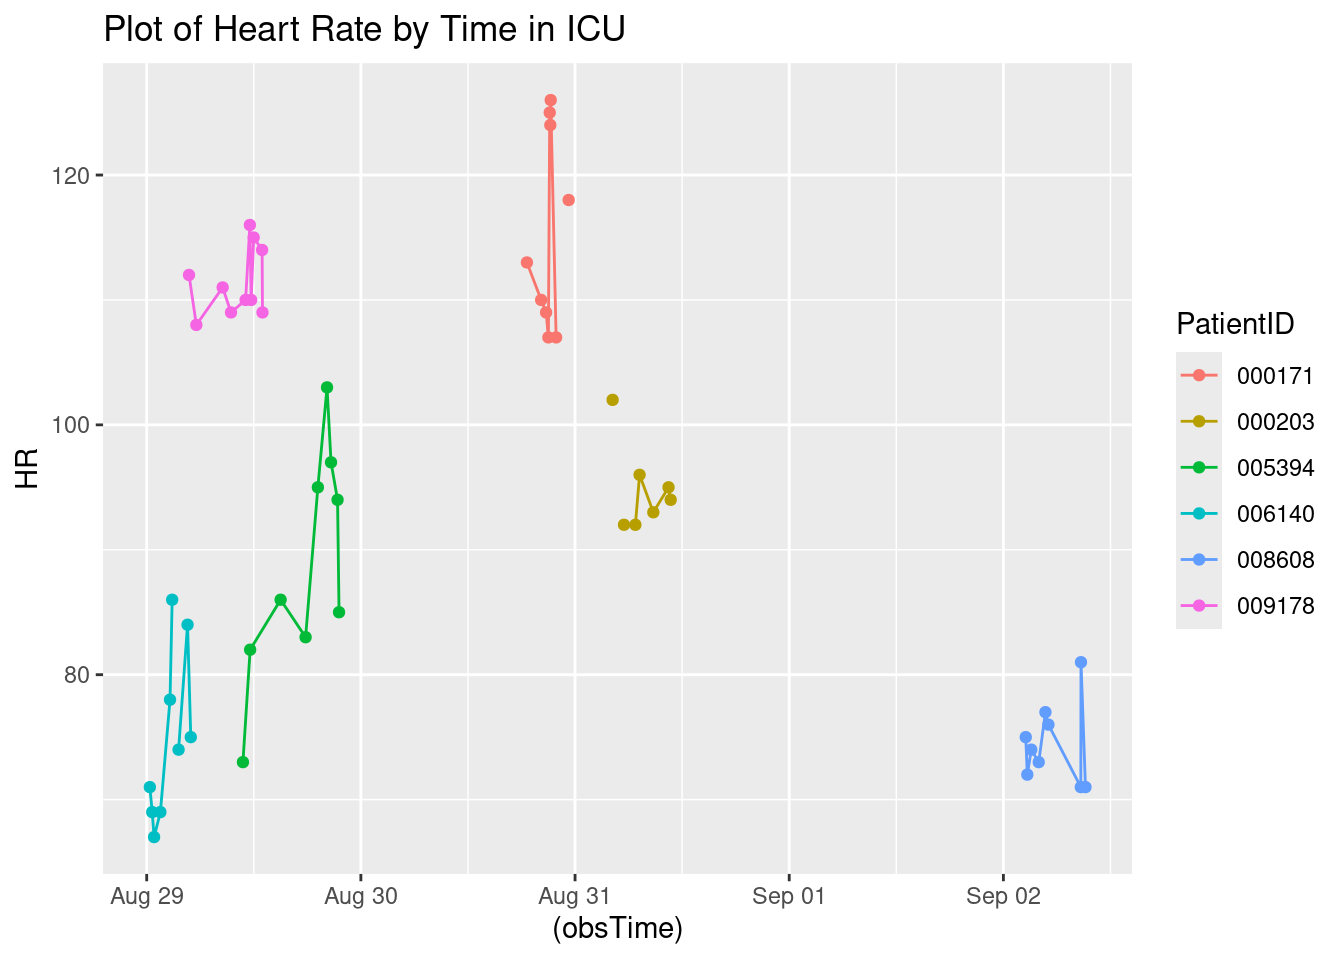 Plot of Heart Rate by Time in ICU
HR
120
100
80
Aug 29 Aug 30 Aug 31 Sep 01 Sep 02
(obsTime)
PatientID
000171
000203
005394
006140
008608
009178